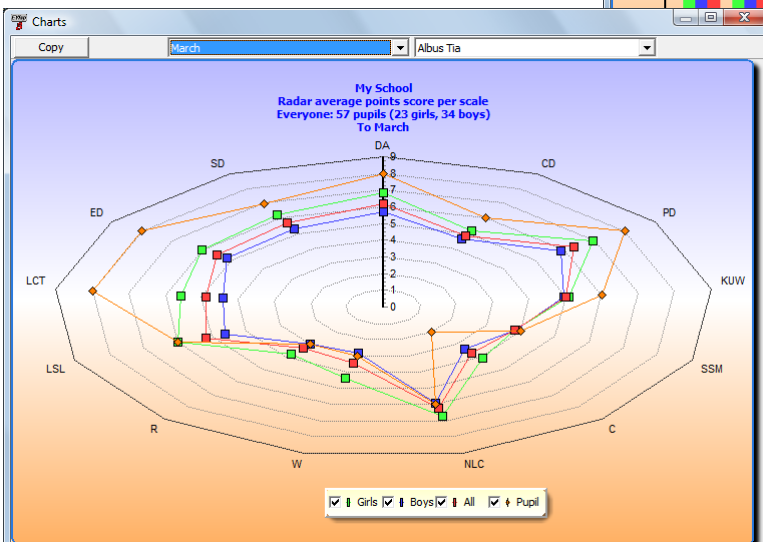 Charts
Copy
March
Albus Tia
My School
Radar average points score per scale
Everyone: 57 pupils (23 girls, 34 boys)
To March
DA
SD
CD
ED
PD
LCT
KUW
LSL
SSM
R
C
W
NLC
9
8
7
6
5
4
3
2
1
0
Girls
Boys
All
Pupil